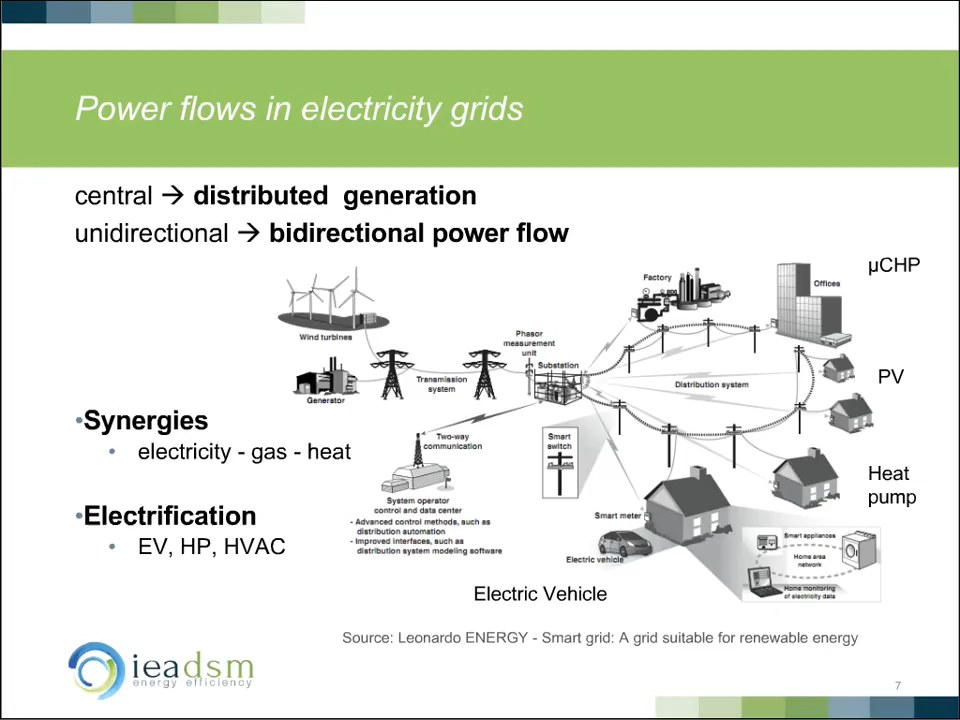 Power flows in electricity grids
central → distributed generation
unidirectional → bidirectional power flow
µCHP
Factory
Offices
Wind turbines
Phasor
measurement
unit
Substation
Transmission
system
Generator
Distribution system
PV
•Synergies
• electricity - gas - heat
Two-way
communication
Smart
switch
Heat
pump
System operator
control and data center
- Advanced control methods, such as
distribution automation
- Improved interfaces, such as
distribution system modeling software
Smart meter
•Electrification
• EV, HP, HVAC
Electric vehicle
Smart appliances
Home area
network
Home monitoring
of electricity data
Electric Vehicle
Source: Leonardo ENERGY - Smart grid: A grid suitable for renewable energy
ieadsm
energy efficiency
7